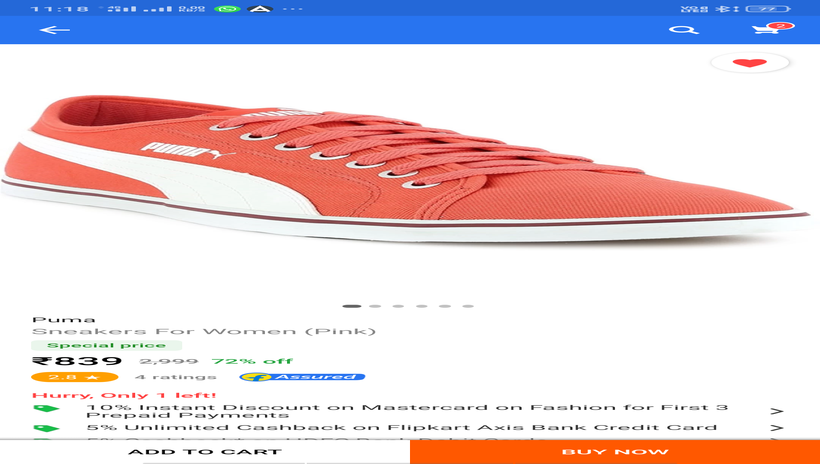 11:18
77
2
PUMA
Puma
Sneakers For Women (Pink)
Special price
₹839 2,999 72% off
2.8 ★ 4 ratings f Assured
Hurry, Only 1 left!
10% Instant Discount on Mastercard on Fashion for First 3
Prepaid Payments
5% Unlimited Cashback on Flipkart Axis Bank Credit Card
ADD TO CART BUY NOW